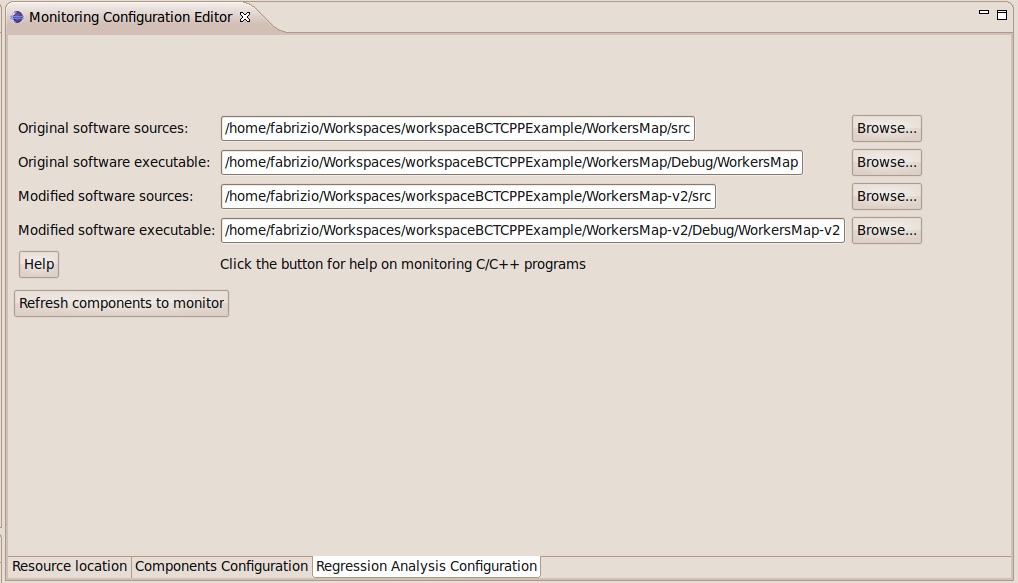 Monitoring Configuration Editor
Original software sources: /home/fabrizio/Workspaces/workspaceBCTCPPExample/WorkersMap/src Browse...
Original software executable: /home/fabrizio/Workspaces/workspaceBCTCPPExample/WorkersMap/Debug/WorkersMap Browse...
Modified software sources: /home/fabrizio/Workspaces/workspaceBCTCPPExample/WorkersMap-v2/src Browse...
Modified software executable: /home/fabrizio/Workspaces/workspaceBCTCPPExample/WorkersMap-v2/Debug/WorkersMap-v2 Browse...
Help Click the button for help on monitoring C/C++ programs
Refresh components to monitor
Resource location Components Configuration Regression Analysis Configuration